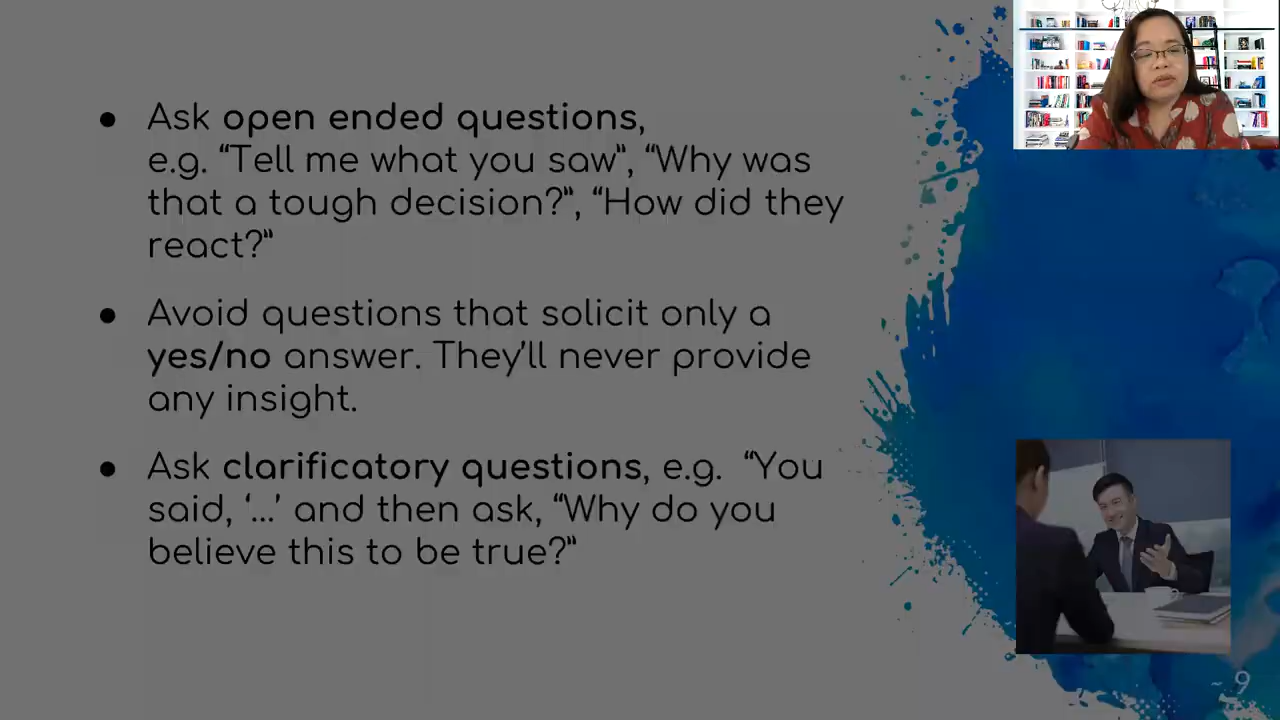 ● Ask open ended questions,
e.g. “Tell me what you saw”, “Why was
that a tough decision?”, “How did they
react?”
● Avoid questions that solicit only a
yes/no answer. They’ll never provide
any insight.
● Ask clarificatory questions, e.g.  “You
said, ‘...’ and then ask, “Why do you
believe this to be true?”
~ 9